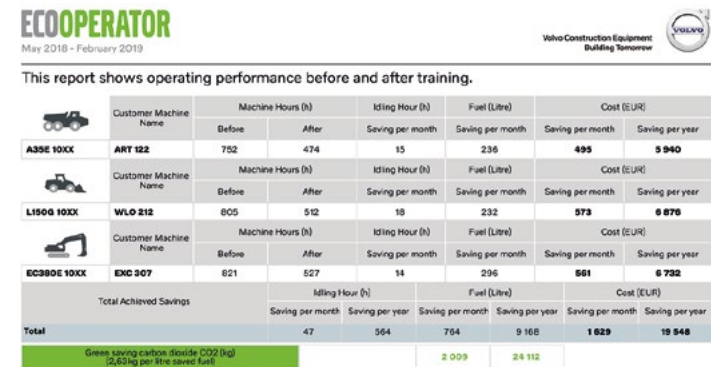 ECOOPERATOR
May 2018 - February 2019
Volvo Construction Equipment
Building Tomorrow
VOLVO
This report shows operating performance before and after training.
Customer Machine Name Machine Hours (h) Idling Hour (h) Fuel (Litre) Cost (EUR)
Before After Saving per month Saving per month Saving per month Saving per year
A35E 10XX ART 122 752 474 15 236 495 5 940
Customer Machine Name Machine Hours (h) Idling Hour (h) Fuel (Litre) Cost (EUR)
Before After Saving per month Saving per month Saving per month Saving per year
L150G 10XX WLO 212 805 512 18 232 573 6 876
Customer Machine Name Machine Hours (h) Idling Hour (h) Fuel (Litre) Cost (EUR)
Before After Saving per month Saving per month Saving per month Saving per year
EC380E 10XX EXC 307 821 527 14 296 561 6 732
Total Achieved Savings Idling Hour (h) Fuel (Litre) Cost (EUR)
Saving per month Saving per year Saving per month Saving per year Saving per month Saving per year
Total 47 564 764 9 168 1 629 19 548
Green saving carbon dioxide CO2 (kg)
(2,63 kg per litre saved fuel) 2 009 24 112